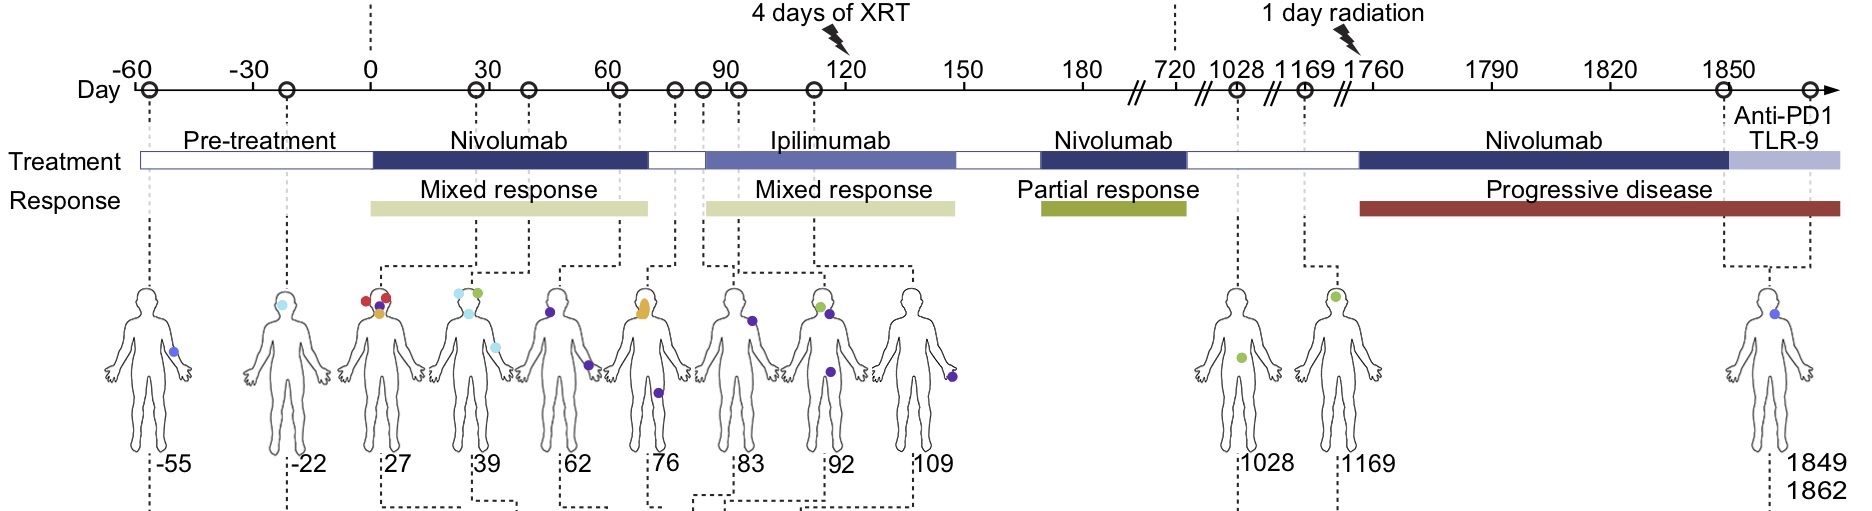 4 days of XRT 1 day radiation
-60 -30 0 30 60 90 120 150 180 720 1028 1169 1760 1790 1820 1850
Day
Anti-PD1
Pre-treatment Nivolumab Ipilimumab Nivolumab Nivolumab TLR-9
Treatment
Mixed response Mixed response Partial response Progressive disease
Response
-55 -22 27 39 62 76 83 92 109 1028 1169 1849
1862